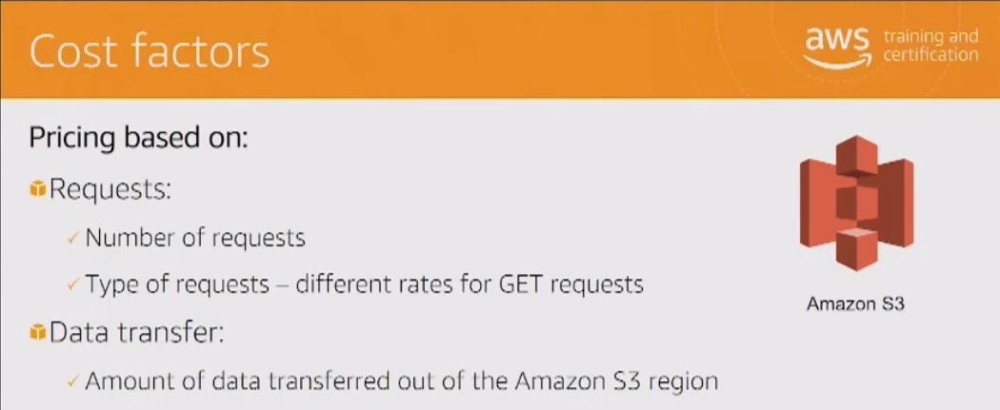 Cost factors
aws training and
certification
Pricing based on:
Requests:
✓ Number of requests
✓ Type of requests – different rates for GET requests
Data transfer:
✓ Amount of data transferred out of the Amazon S3 region
Amazon S3